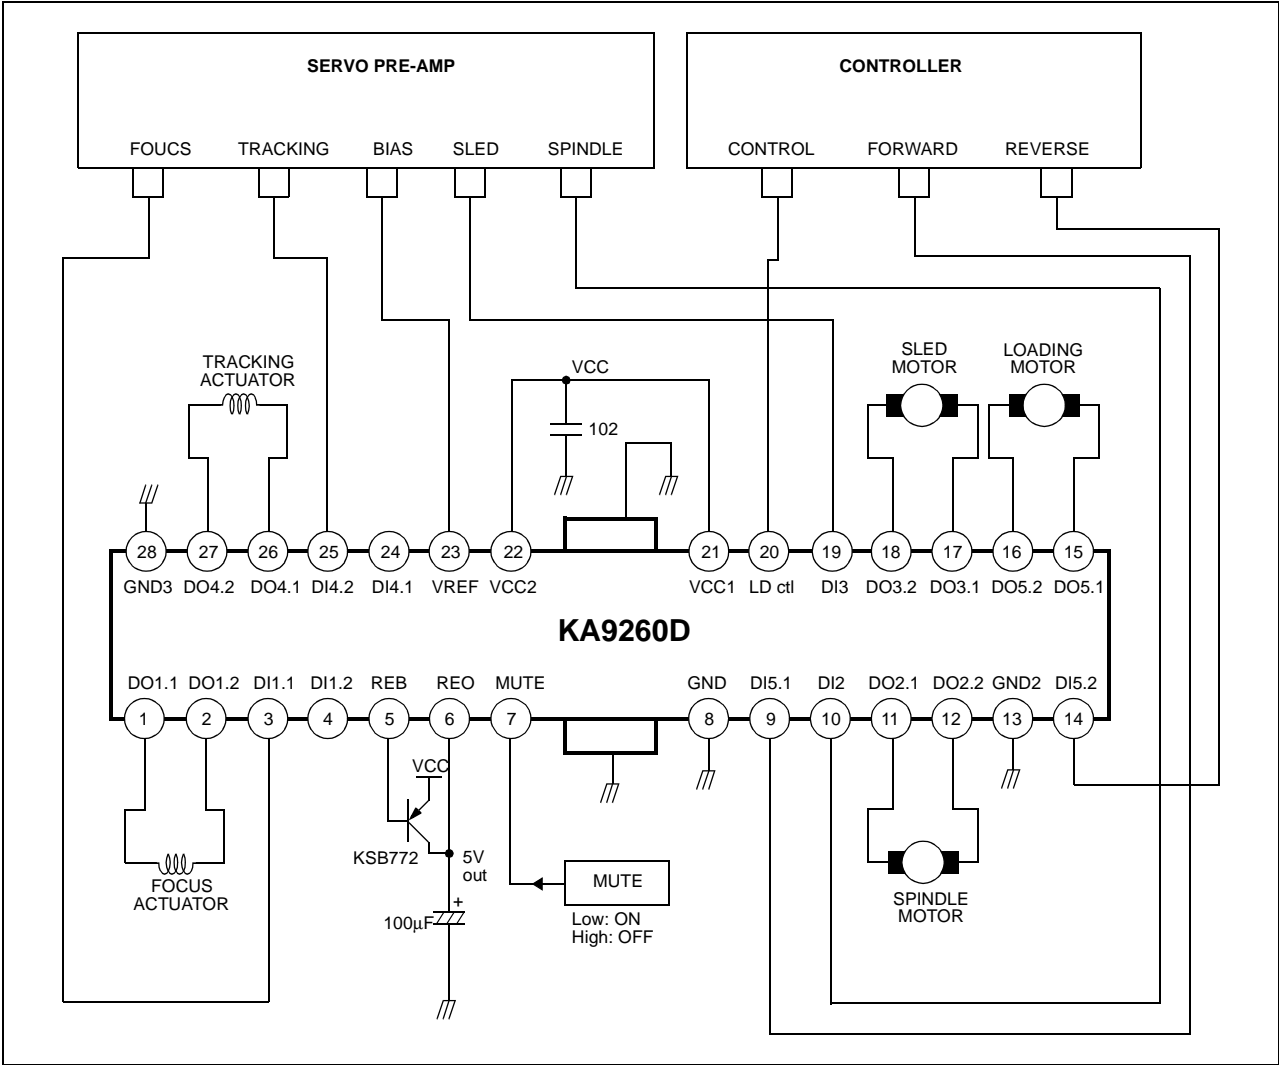 SERVO PRE-AMP
CONTROLLER
FOUCS TRACKING BIAS SLED SPINDLE
CONTROL FORWARD REVERSE
TRACKING
ACTUATOR
VCC
102
SLED
MOTOR
LOADING
MOTOR
28 27 26 25 24 23 22 21 20 19 18 17 16 15
GND3 DO4.2 DO4.1 DI4.2 DI4.1 VREF VCC2 VCC1 LD ctl DI3 DO3.2 DO3.1 DO5.2 DO5.1
KA9260D
DO1.1 DO1.2 DI1.1 DI1.2 REB REO MUTE GND DI5.1 DI2 DO2.1 DO2.2 GND2 DI5.2
1 2 3 4 5 6 7 8 9 10 11 12 13 14
VCC
KSB772
5V
out
FOCUS
ACTUATOR
100μF
+
MUTE
Low: ON
High: OFF
SPINDLE
MOTOR